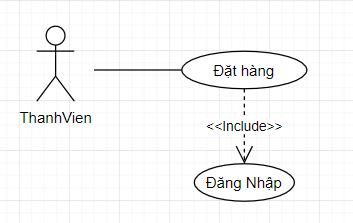 Đặt hàng
ThanhVien
<<Include>>
Đăng Nhập